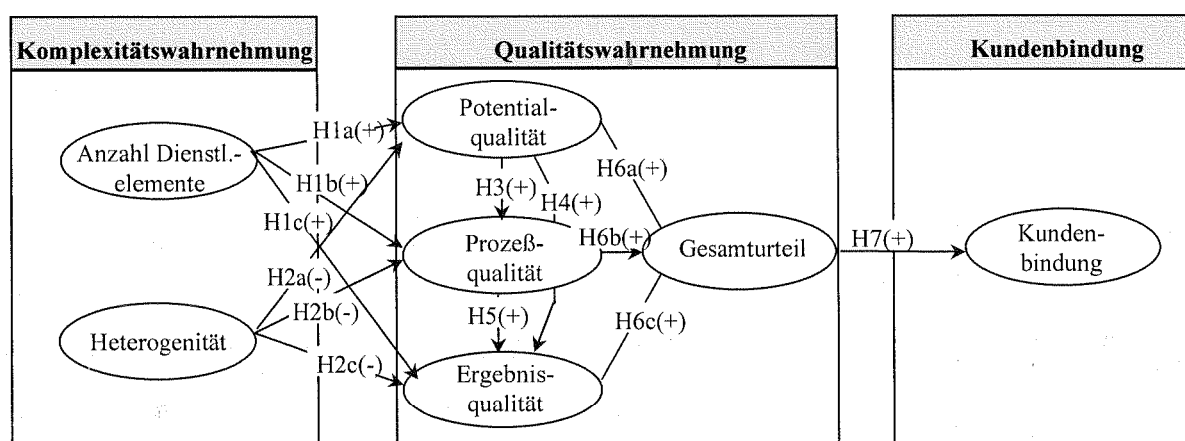 Komplexitätswahrnehmung
Qualitätswahrnehmung
Kundenbindung
Potential-
qualität
H1a(+)
Anzahl Dienstl.-
elemente
H6a(+)
H1b(+)
H3(+)
H4(+)
H1c(+)
Prozeß-
qualität
H6b(+)
Gesamturteil
H7(+)
Kunden-
bindung
H2a(-)
H2b(-)
H5(+)
H6c(+)
Heterogenität
H2c(-)
Ergebnis-
qualität